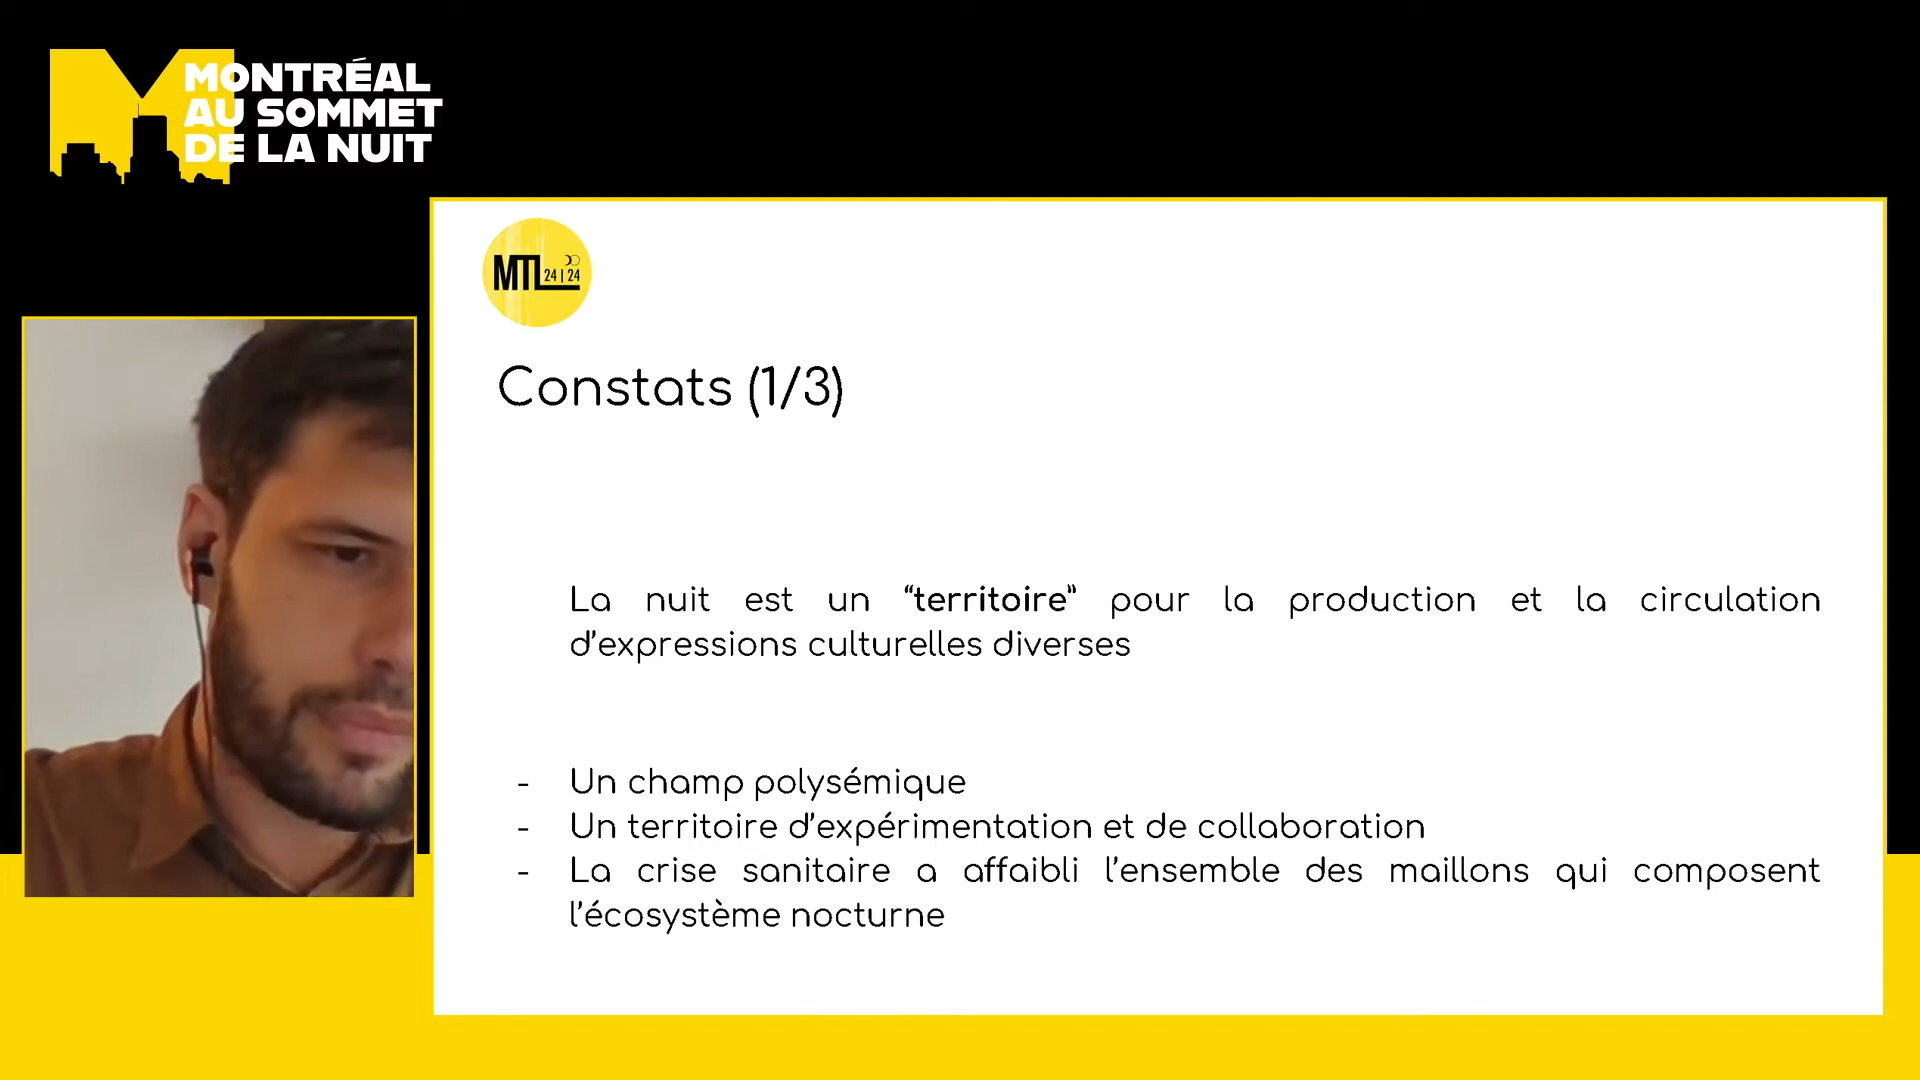 MONTRÉAL
AU SOMMET
DE LA NUIT
MTL 24|24
Constats (1/3)
La nuit est un “territoire” pour la production et la circulation
d’expressions culturelles diverses
- Un champ polysémique
- Un territoire d’expérimentation et de collaboration
- La crise sanitaire a affaibli l’ensemble des maillons qui composent
l’écosystème nocturne